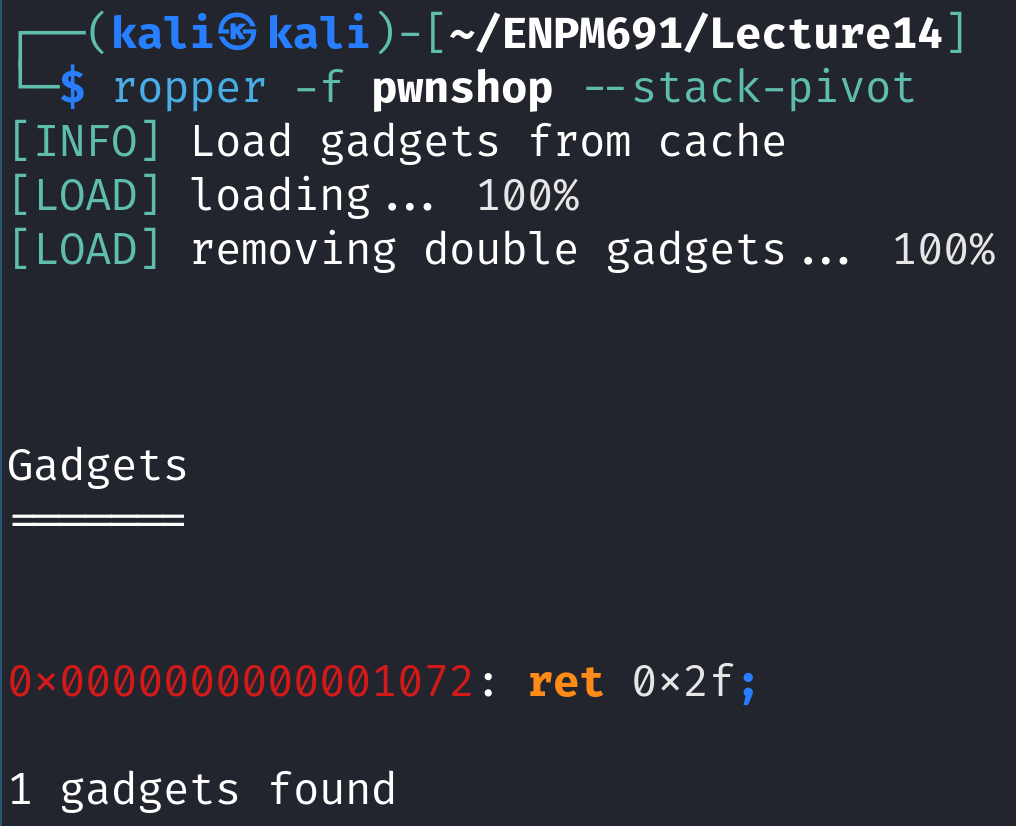 ┌──(kali㉿kali)-[~/ENPM691/Lecture14]
└─$ ropper -f pwnshop --stack-pivot
[INFO] Load gadgets from cache
[LOAD] loading... 100%
[LOAD] removing double gadgets... 100%
Gadgets
=======
0x0000000000001072: ret 0x2f;
1 gadgets found